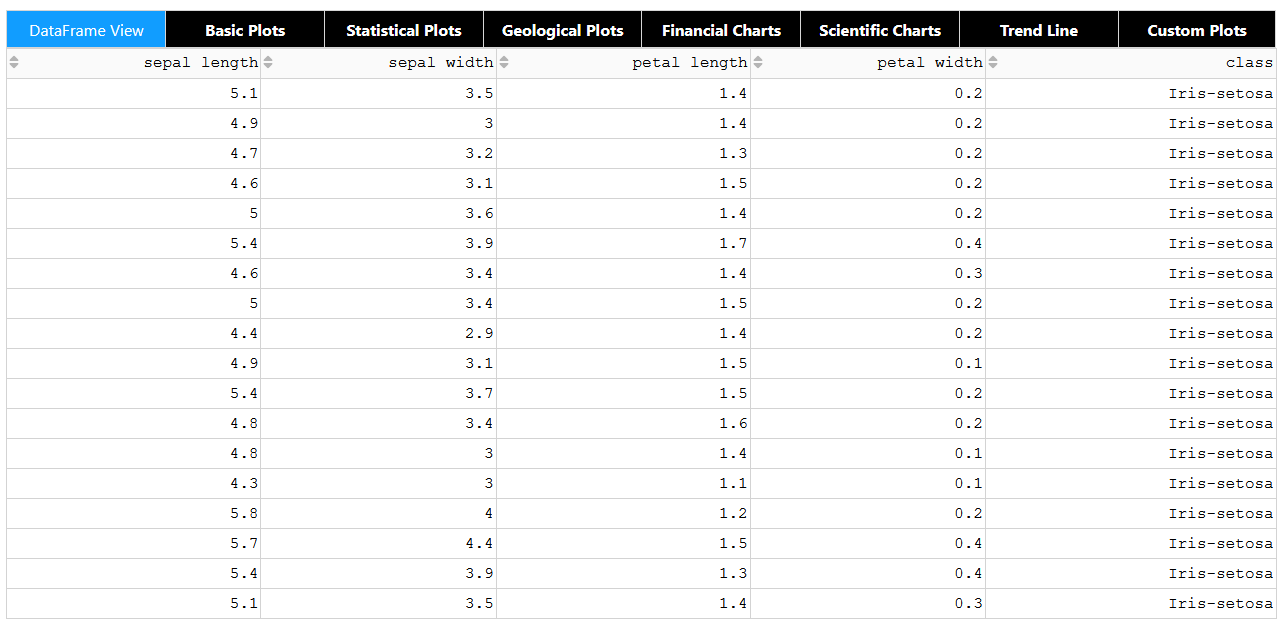 DataFrame View Basic Plots Statistical Plots Geological Plots Financial Charts Scientific Charts Trend Line Custom Plots
sepal length sepal width petal length petal width class
5.1 3.5 1.4 0.2 Iris-setosa
4.9 3 1.4 0.2 Iris-setosa
4.7 3.2 1.3 0.2 Iris-setosa
4.6 3.1 1.5 0.2 Iris-setosa
5 3.6 1.4 0.2 Iris-setosa
5.4 3.9 1.7 0.4 Iris-setosa
4.6 3.4 1.4 0.3 Iris-setosa
5 3.4 1.5 0.2 Iris-setosa
4.4 2.9 1.4 0.2 Iris-setosa
4.9 3.1 1.5 0.1 Iris-setosa
5.4 3.7 1.5 0.2 Iris-setosa
4.8 3.4 1.6 0.2 Iris-setosa
4.8 3 1.4 0.1 Iris-setosa
4.3 3 1.1 0.1 Iris-setosa
5.8 4 1.2 0.2 Iris-setosa
5.7 4.4 1.5 0.4 Iris-setosa
5.4 3.9 1.3 0.4 Iris-setosa
5.1 3.5 1.4 0.3 Iris-setosa